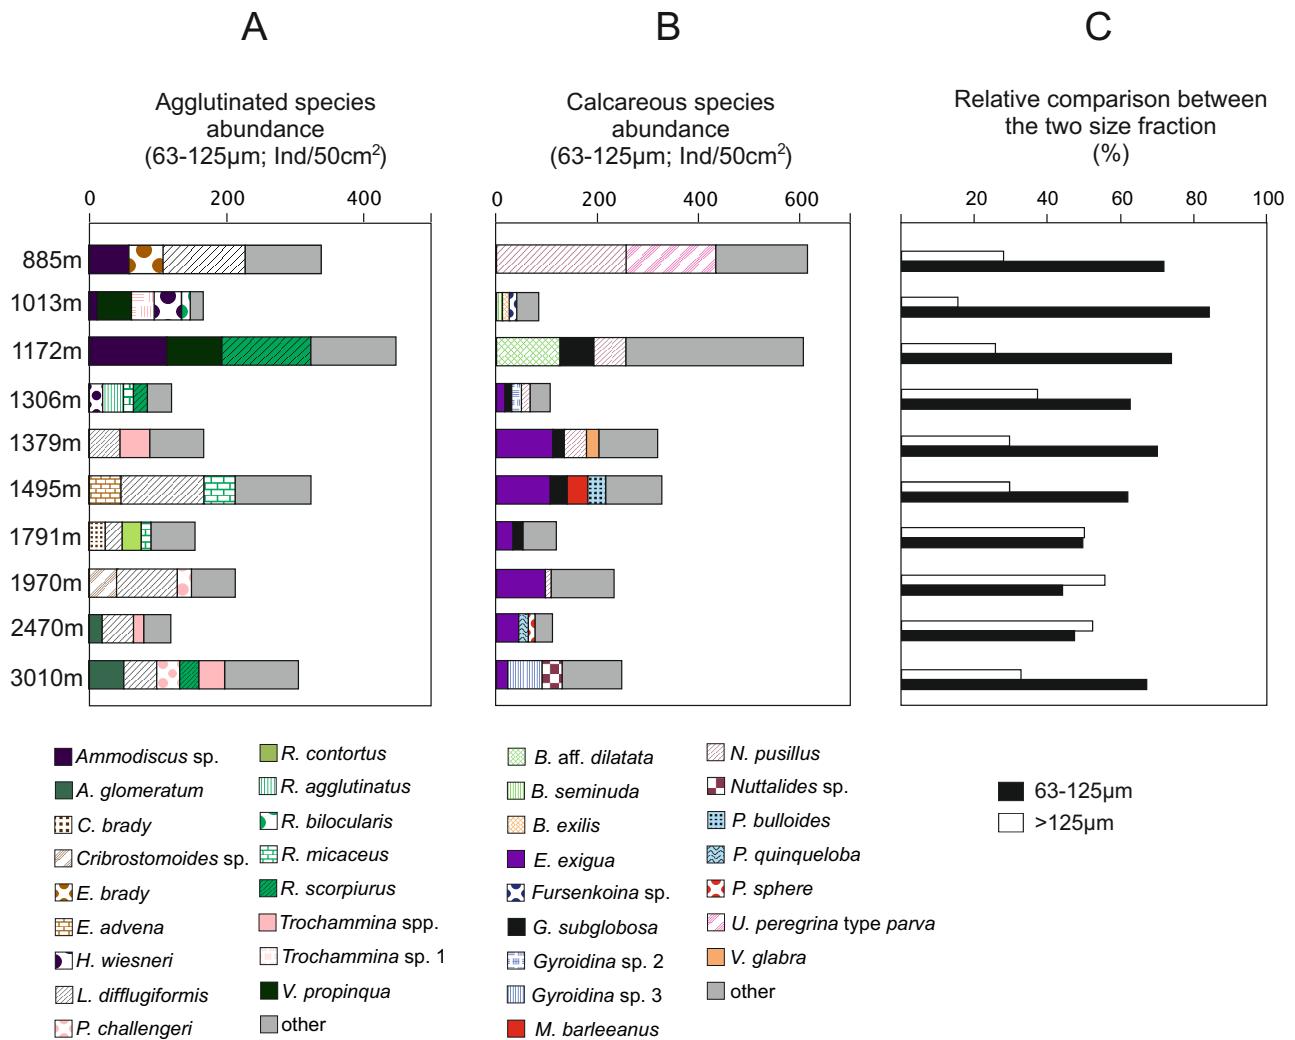 A
B
C
Agglutinated species
abundance
(63-125µm; Ind/50cm²)
Calcareous species
abundance
(63-125µm; Ind/50cm²)
Relative comparison between
the two size fraction
(%)
0 200 400
0 200 400 600
20 40 60 80 100
885m
1013m
1172m
1306m
1379m
1495m
1791m
1970m
2470m
3010m
Ammodiscus sp.
A. glomeratum
C. brady
Cribrostomoides sp.
E. brady
E. advena
H. wiesneri
L. difflugiformis
P. challengeri
R. contortus
R. agglutinatus
R. bilocularis
R. micaceus
R. scorpiurus
Trochammina spp.
Trochammina sp. 1
V. propinqua
other
B. aff. dilatata
B. seminuda
B. exilis
E. exigua
Fursenkoina sp.
G. subglobosa
Gyroidina sp. 2
Gyroidina sp. 3
M. barleeanus
N. pusillus
Nuttalides sp.
P. bulloides
P. quinqueloba
P. sphere
U. peregrina type parva
V. glabra
other
63-125µm
>125µm